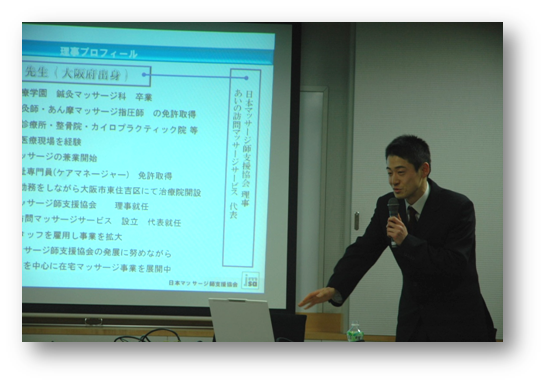 理事プロフィール
先生(大阪府出身)
療学園 鍼灸マッサージ科 卒業
灸師・あん摩マッサージ指圧師 の免許取得
診療所・整骨院・カイロプラクティック院 等
医療現場を経験
ッサージの兼業開始
専門員(ケアマネージャー) 免許取得
勤務をしながら大阪市東住吉区にて治療院開設
ッサージ師支援協会 理事就任
問マッサージサービス 設立 代表就任
タッフを雇用し事業を拡大
サージ師支援協会の発展に努めながら
を中心に在宅マッサージ事業を展開中
日本マッサージ師支援協会 理事
あいの訪問マッサージサービス 代表
日本マッサージ鍼支援協会